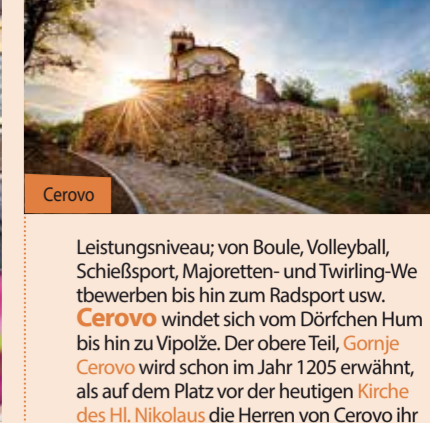 Cerovo
Leistungsniveau; von Boule, Volleyball,
Schießsport, Majoretten- und Twirling-We
tbewerben bis hin zum Radsport usw.
Cerovo windet sich vom Dörfchen Hum
bis hin zu Vipolže. Der obere Teil, Gornje
Cerovo wird schon im Jahr 1205 erwähnt,
als auf dem Platz vor der heutigen Kirche
des Hl. Nikolaus die Herren von Cerovo ihr